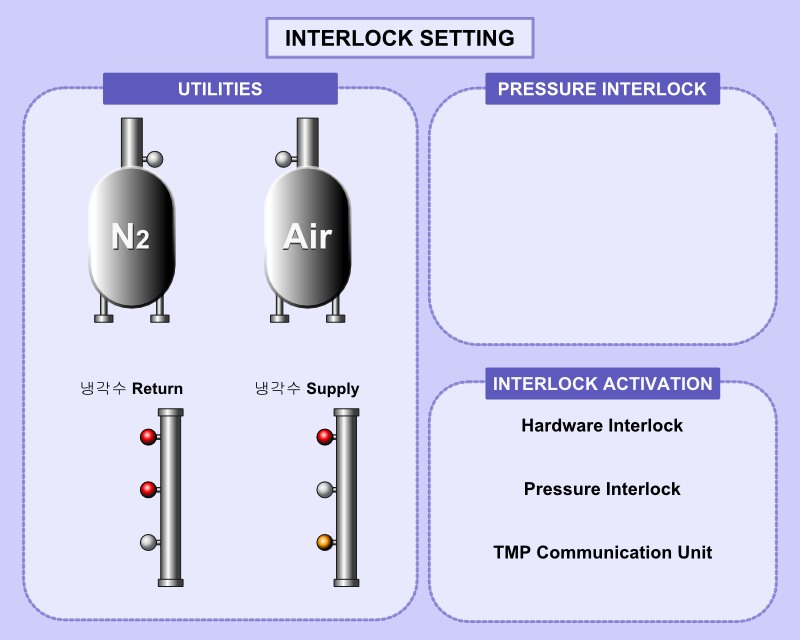 INTERLOCK SETTING
UTILITIES
N2
Air
냉각수 Return
냉각수 Supply
PRESSURE INTERLOCK
INTERLOCK ACTIVATION
Hardware Interlock
Pressure Interlock
TMP Communication Unit